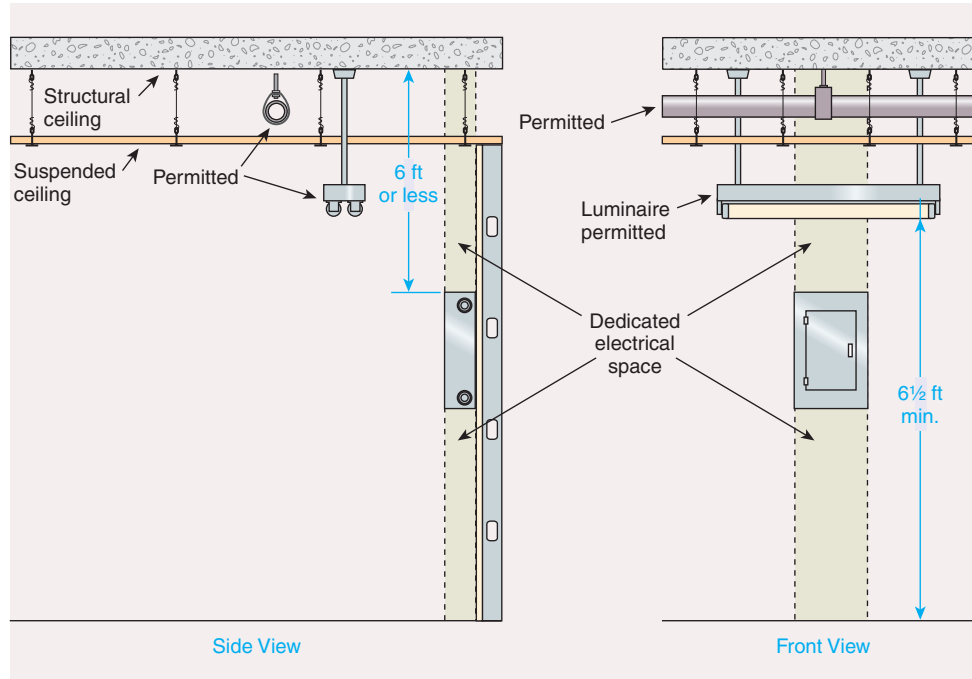 Structural
ceiling
Suspended
ceiling
Permitted
6 ft
or less
Permitted
Luminaire
permitted
Dedicated
electrical
space
6½ ft
min.
Side View
Front View